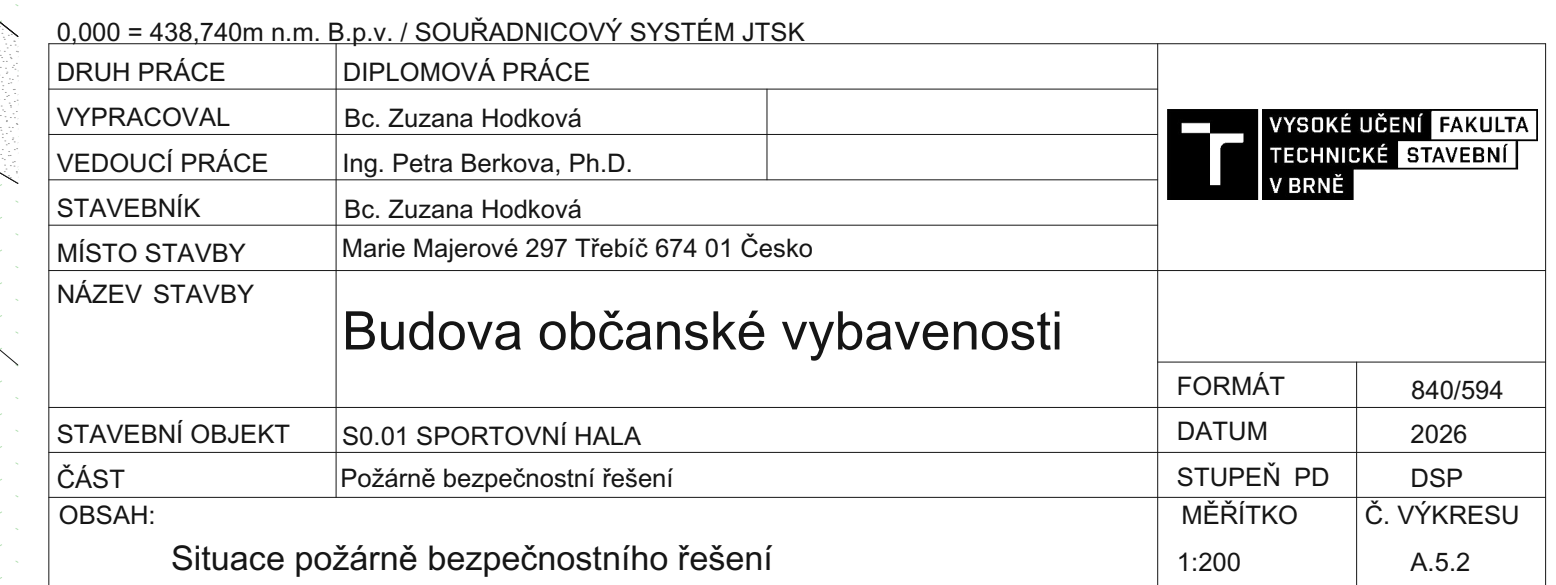 0,000 = 438,740m n.m. B.p.v. / SOUŘADNICOVÝ SYSTÉM JTSK
DRUH PRÁCE DIPLOMOVÁ PRÁCE
VYPRACOVAL Bc. Zuzana Hodková
VEDOUCÍ PRÁCE Ing. Petra Berkova, Ph.D.
STAVEBNÍK Bc. Zuzana Hodková
MÍSTO STAVBY Marie Majerové 297 Třebíč 674 01 Česko
VYSOKÉ UČENÍ FAKULTA
TECHNICKÉ STAVEBNÍ
V BRNĚ
NÁZEV STAVBY
Budova občanské vybavenosti
FORMÁT 840/594
STAVEBNÍ OBJEKT S0.01 SPORTOVNÍ HALA
DATUM 2026
ČÁST Požárně bezpečnostní řešení
STUPEŇ PD DSP
OBSAH:
Situace požárně bezpečnostního řešení
MĚŘÍTKO Č. VÝKRESU
1:200 A.5.2